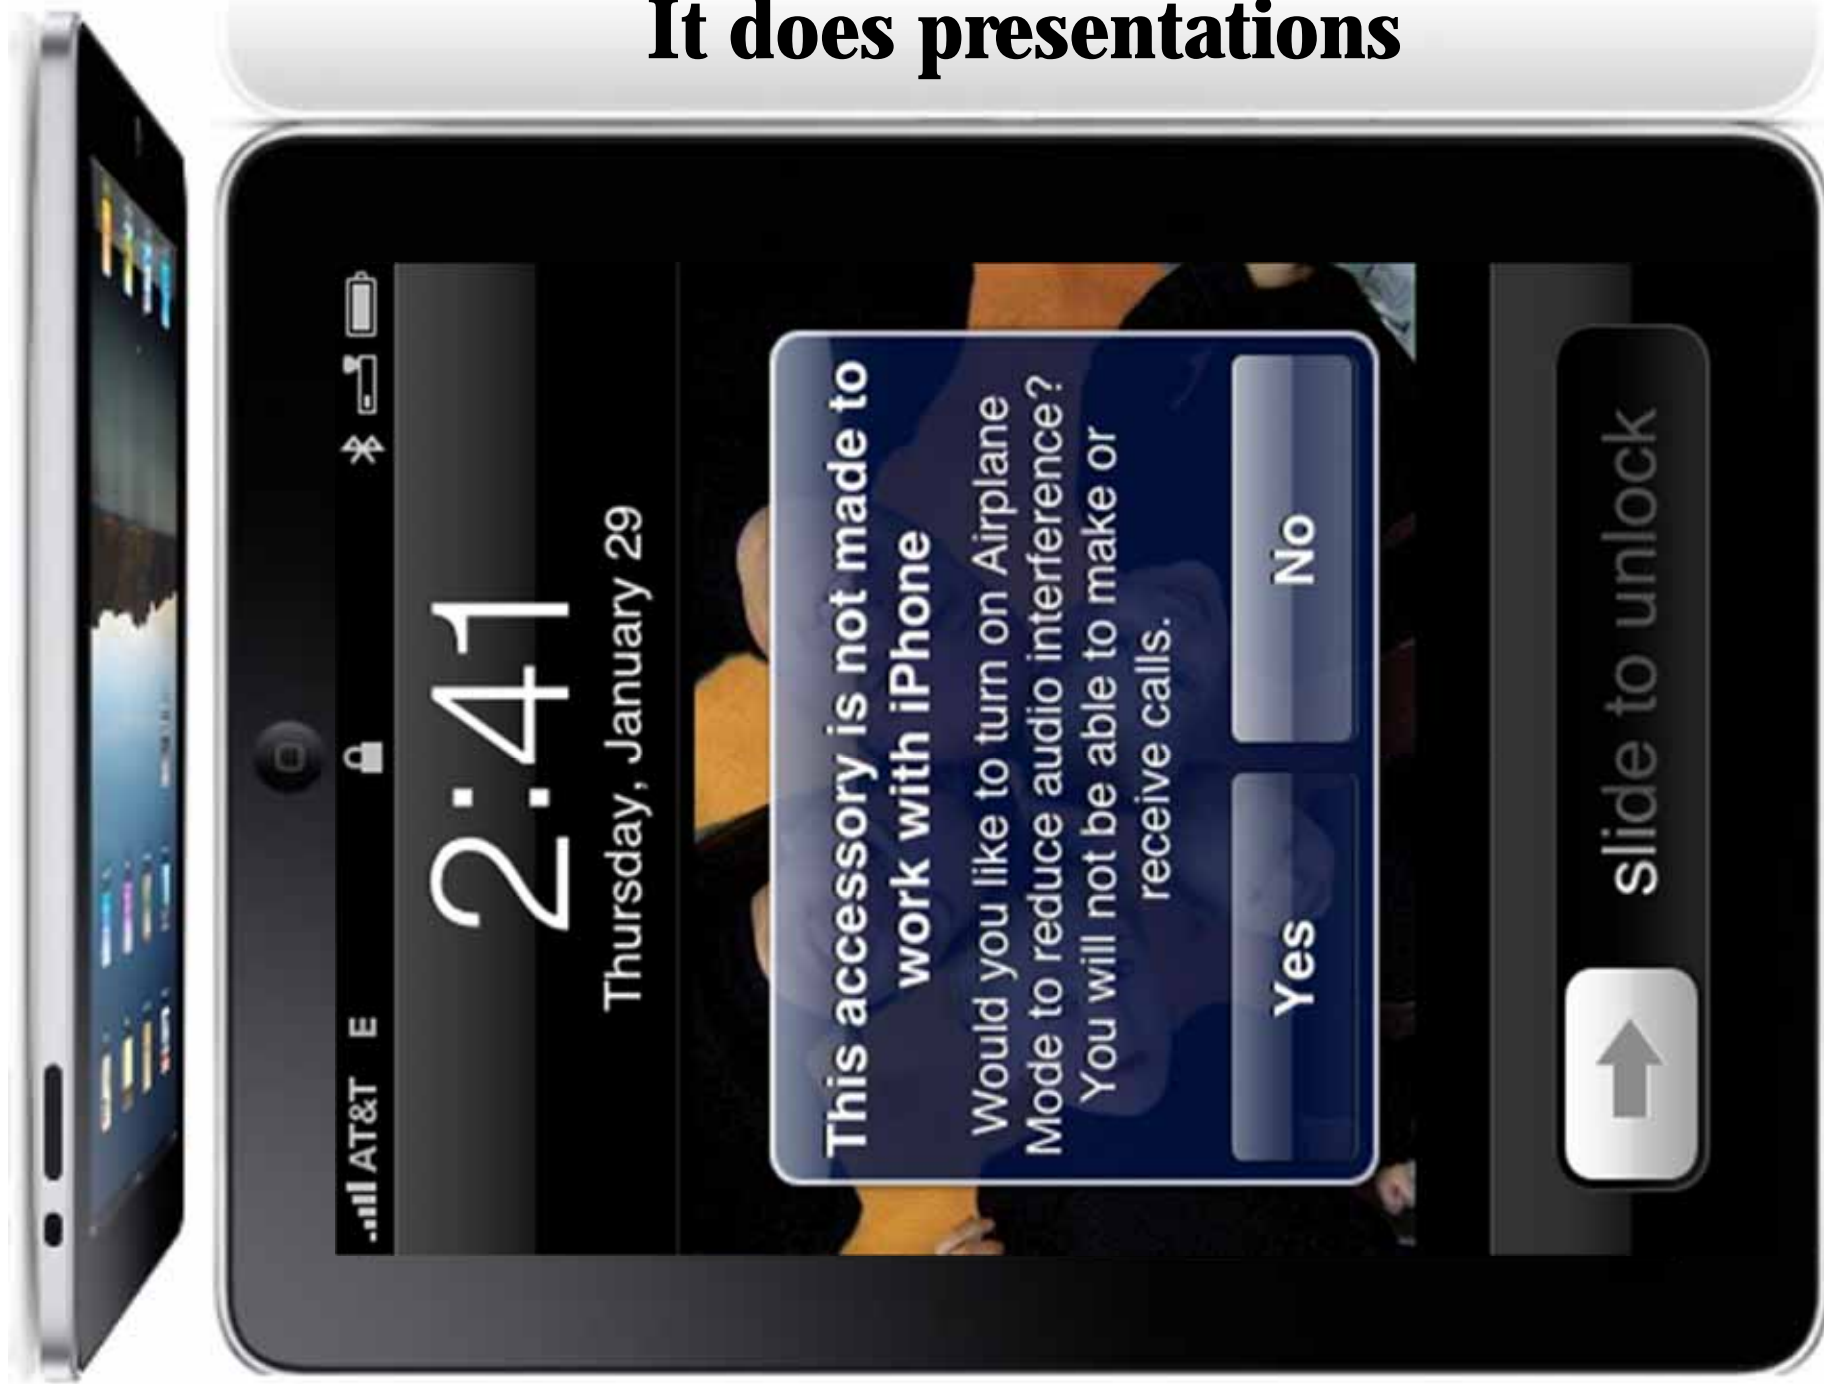 It does presentations
AT&T E
2:41
Thursday, January 29
This accessory is not made to
work with iPhone
Would you like to turn on Airplane
Mode to reduce audio interference?
You will not be able to make or
receive calls.
Yes No
slide to unlock